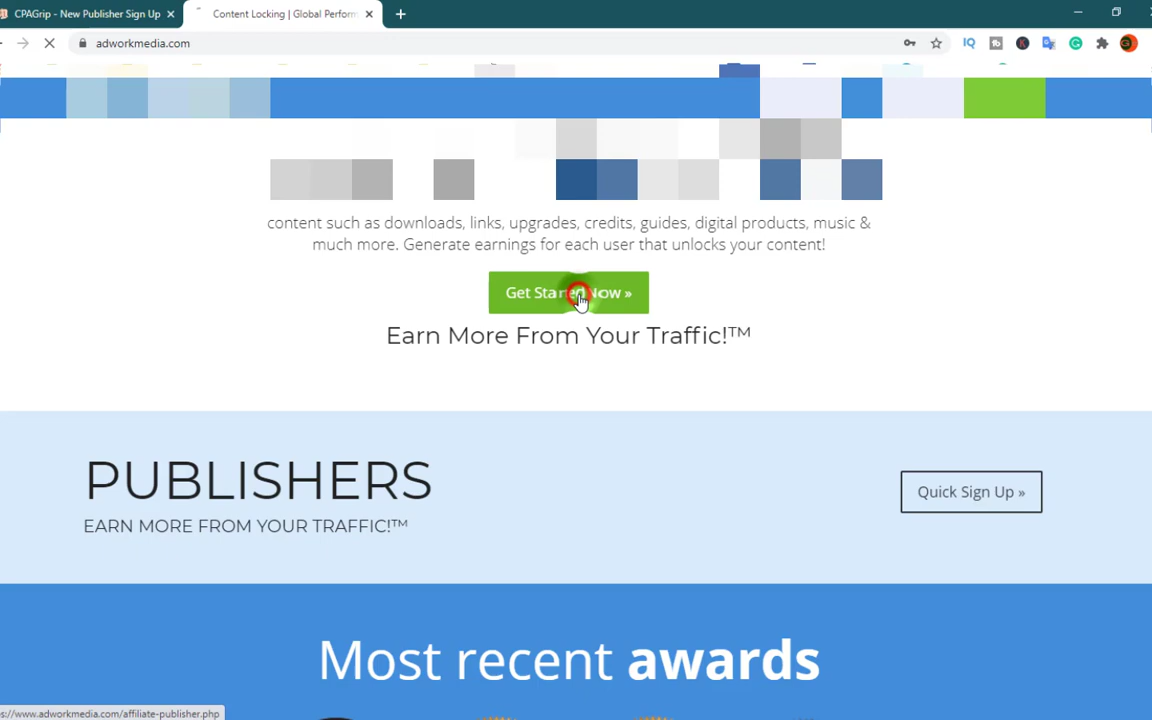 CPAGrip - New Publisher Sign Up
Content Locking | Global Perform
adworkmedia.com
content such as downloads, links, upgrades, credits, guides, digital products, music &
much more. Generate earnings for each user that unlocks your content!
Get Started Now »
Earn More From Your Traffic!™
PUBLISHERS
EARN MORE FROM YOUR TRAFFIC!™
Quick Sign Up »
Most recent awards
s://www.adworkmedia.com/affiliate-publisher.php